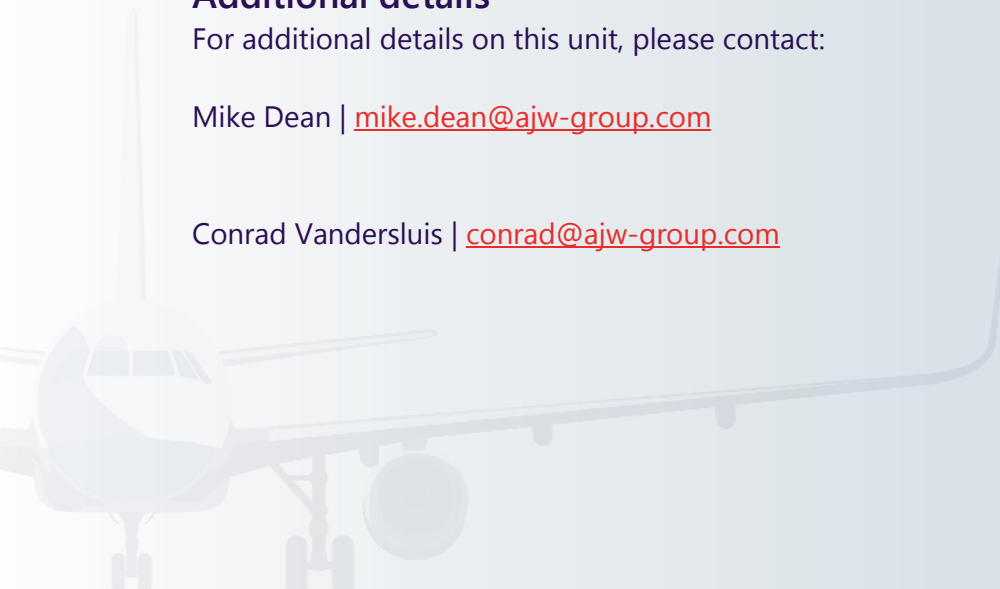 Additional details
For additional details on this unit, please contact:
Mike Dean | mike.dean@ajw-group.com
Conrad Vandersluis | conrad@ajw-group.com